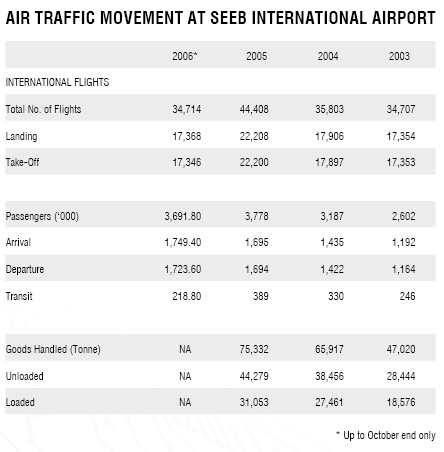 AIR TRAFFIC MOVEMENT AT SEEB INTERNATIONAL AIRPORT
2006* 2005 2004 2003
INTERNATIONAL FLIGHTS
Total No. of Flights 34,714 44,408 35,803 34,707
Landing 17,368 22,208 17,906 17,354
Take-Off 17,346 22,200 17,897 17,353
Passengers ('000) 3,691.80 3,778 3,187 2,602
Arrival 1,749.40 1,695 1,435 1,192
Departure 1,723.60 1,694 1,422 1,164
Transit 218.80 389 330 246
Goods Handled (Tonne) NA 75,332 65,917 47,020
Unloaded NA 44,279 38,456 28,444
Loaded NA 31,053 27,461 18,576
* Up to October end only